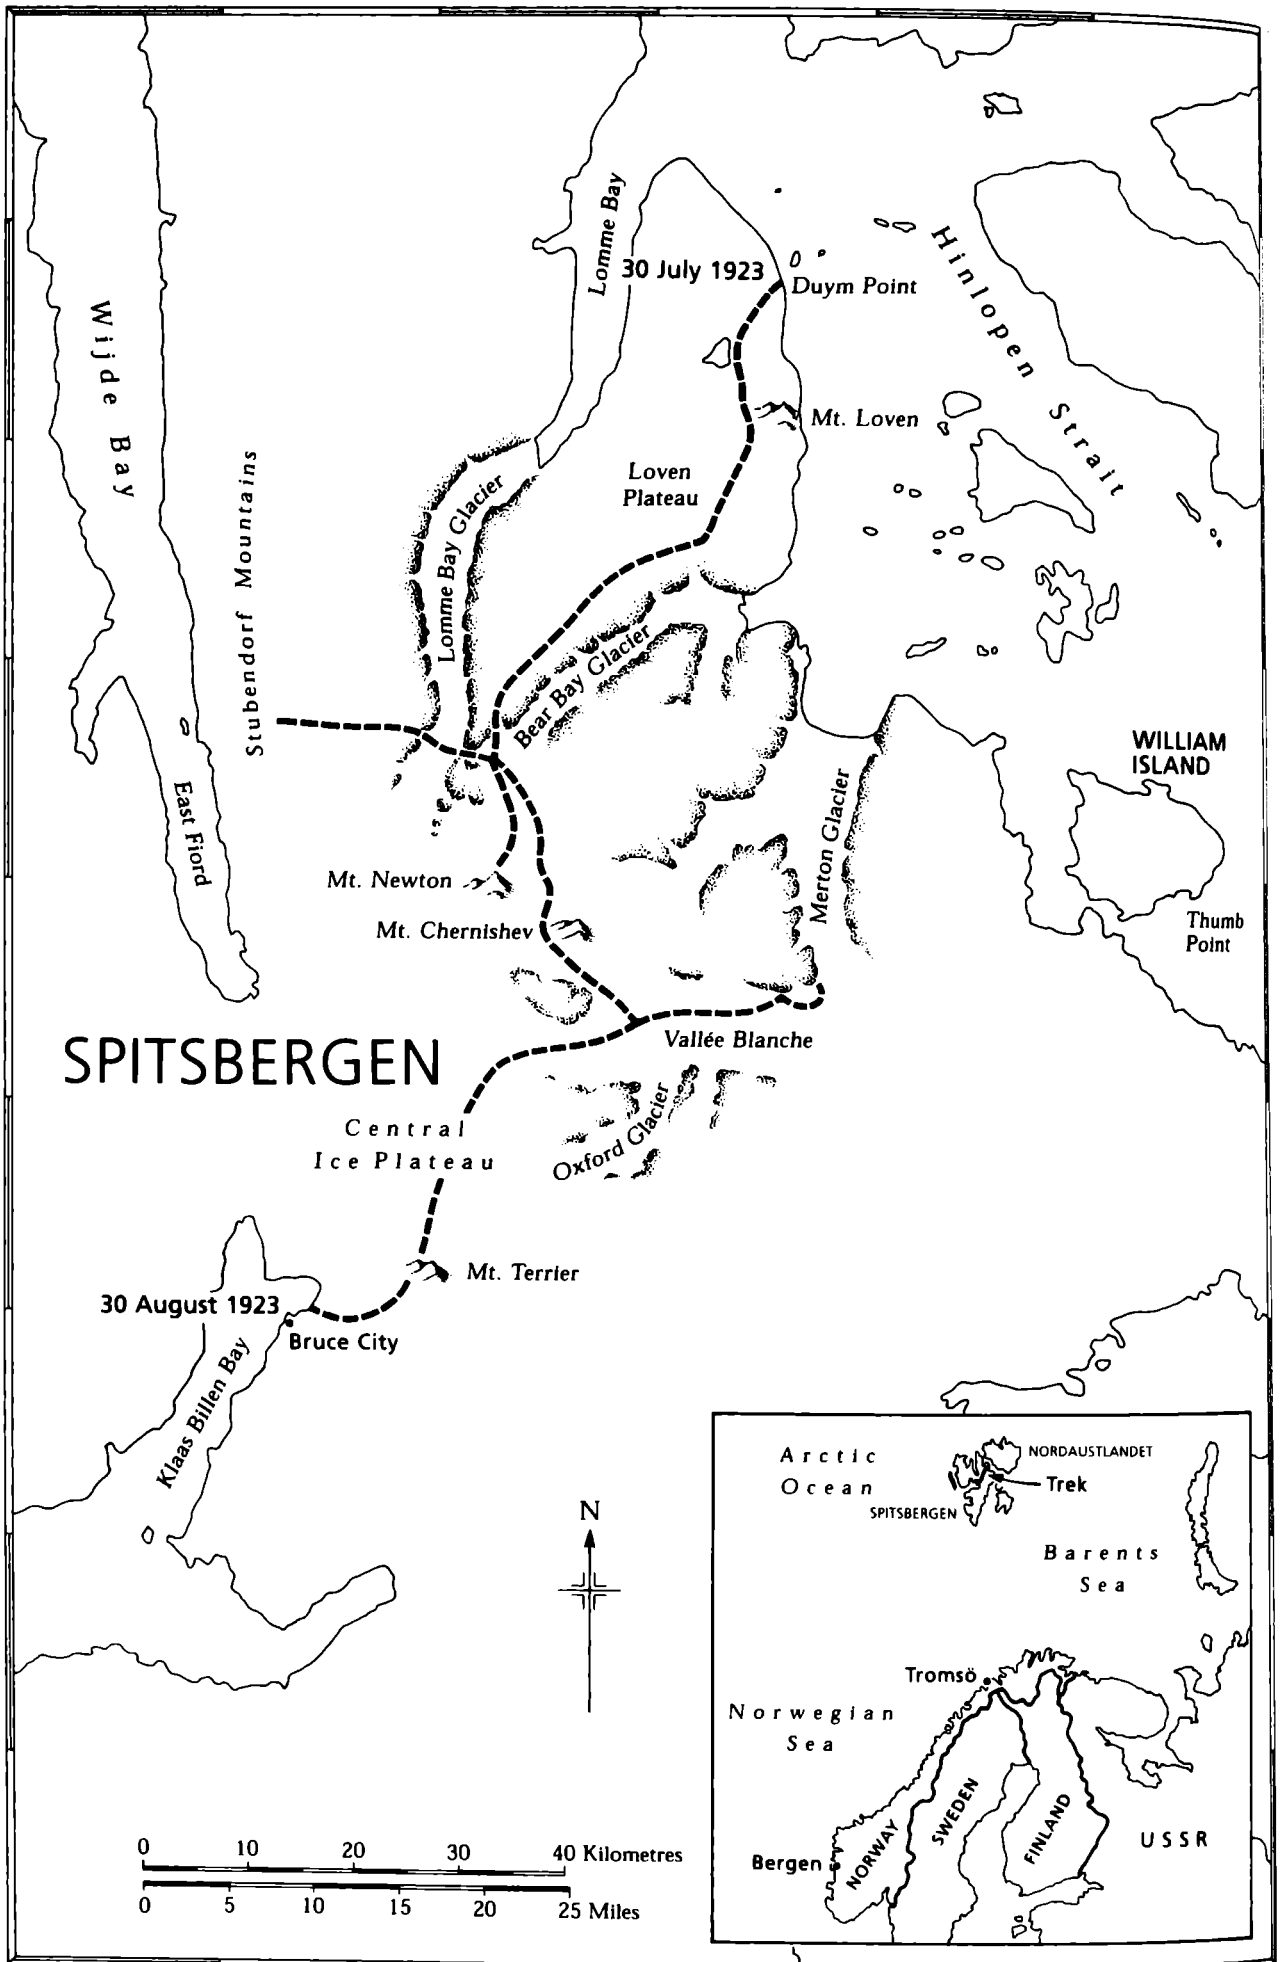 Lomme Bay
30 July 1923
Duym Point
Hinlopen Strait
Wijde Bay
Mt. Loven
Loven
Plateau
Stubendorf Mountains
Lomme Bay Glacier
Bear Bay Glacier
WILLIAM
ISLAND
East Fiord
Merton Glacier
Mt. Newton
Mt. Chernishev
Thumb
Point
SPITSBERGEN
Vallée Blanche
Central
Ice Plateau
Oxford Glacier
Mt. Terrier
30 August 1923
Bruce City
Klaas Billen Bay
N
Arctic
Ocean
NORDAUSTLANDET
Trek
SPITSBERGEN
Barents
Sea
Tromsö
Norwegian
Sea
NORWAY
SWEDEN
FINLAND
USSR
Bergen
0 10 20 30 40 Kilometres
0 5 10 15 20 25 Miles